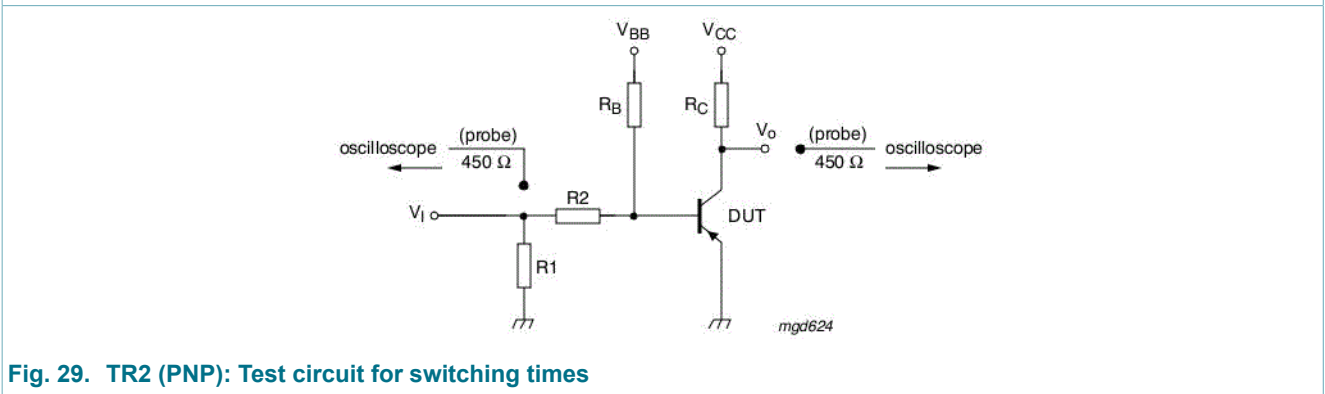 VBB
VCC
RB
RC
Vo
(probe)
450 Ω
oscilloscope
(probe)
450 Ω
oscilloscope
R2
VI
DUT
R1
mgd624
Fig. 29. TR2 (PNP): Test circuit for switching times